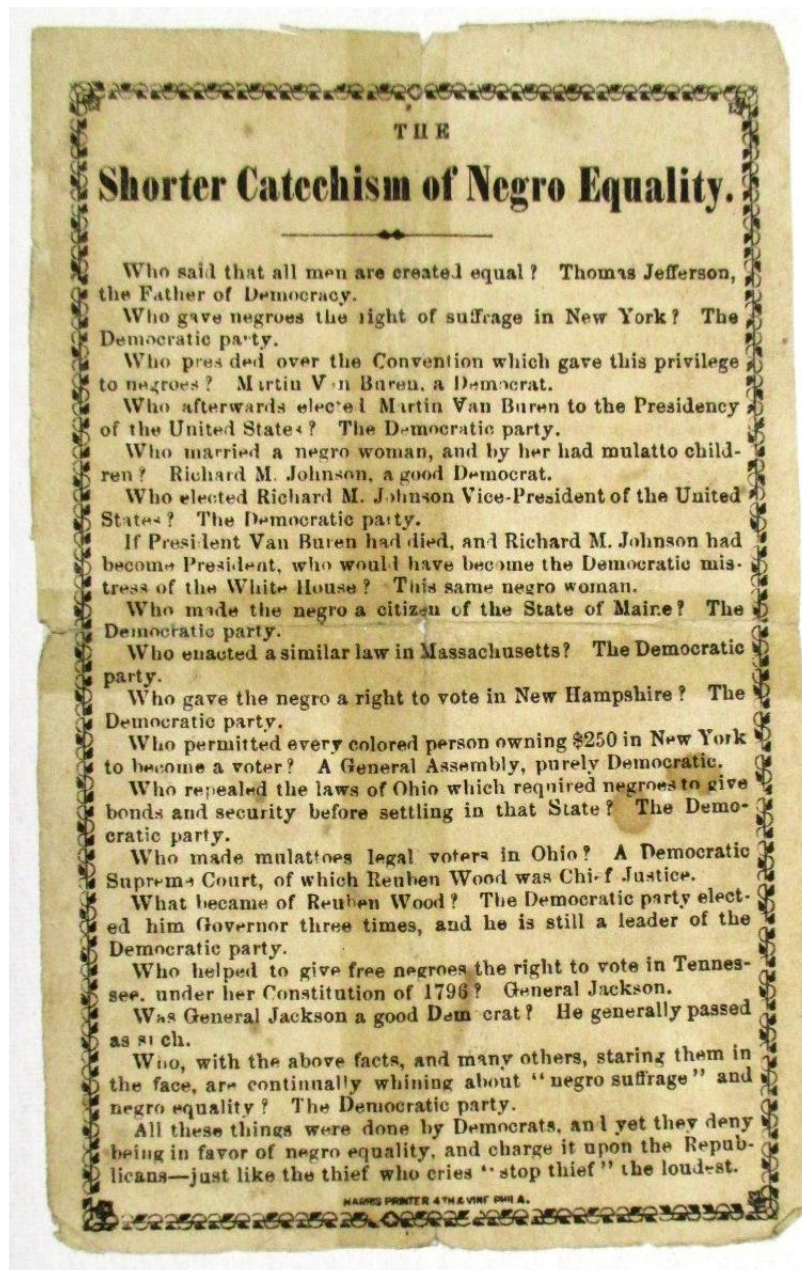 THE
Shorter Catechism of Negro Equality.
Who said that all men are created equal? Thomas Jefferson,
the Father of Democracy.
Who gave negroes the right of suffrage in New York? The
Democratic party.
Who presided over the Convention which gave this privilege
to negroes? Martin Van Buren, a Democrat.
Who afterwards elected Martin Van Buren to the Presidency
of the United States? The Democratic party.
Who married a negro woman, and by her had mulatto child-
ren? Richard M. Johnson, a good Democrat.
Who elected Richard M. Johnson Vice-President of the United
States? The Democratic party.
If President Van Buren had died, and Richard M. Johnson had
become President, who would have become the Democratic mis-
tress of the White House? This same negro woman.
Who made the negro a citizen of the State of Maine? The
Democratic party.
Who enacted a similar law in Massachusetts? The Democratic
party.
Who gave the negro a right to vote in New Hampshire? The
Democratic party.
Who permitted every colored person owning $250 in New York
to become a voter? A General Assembly, purely Democratic.
Who repealed the laws of Ohio which required negroes to give
bonds and security before settling in that State? The Demo-
cratic party.
Who made mulattoes legal voters in Ohio? A Democratic
Supreme Court, of which Reuben Wood was Chief Justice.
What became of Reuben Wood? The Democratic party elect-
ed him Governor three times, and he is still a leader of the
Democratic party.
Who helped to give free negroes the right to vote in Tennes-
see, under her Constitution of 1796? General Jackson.
Was General Jackson a good Democrat? He generally passed
as such.
Who, with the above facts, and many others, staring them in
the face, are continually whining about "negro suffrage" and
negro equality? The Democratic party.
All these things were done by Democrats, and yet they deny
being in favor of negro equality, and charge it upon the Repub-
licans—just like the thief who cries "stop thief" the loudest.
HARRIS PRINTER 4TH & VINE PHILA.